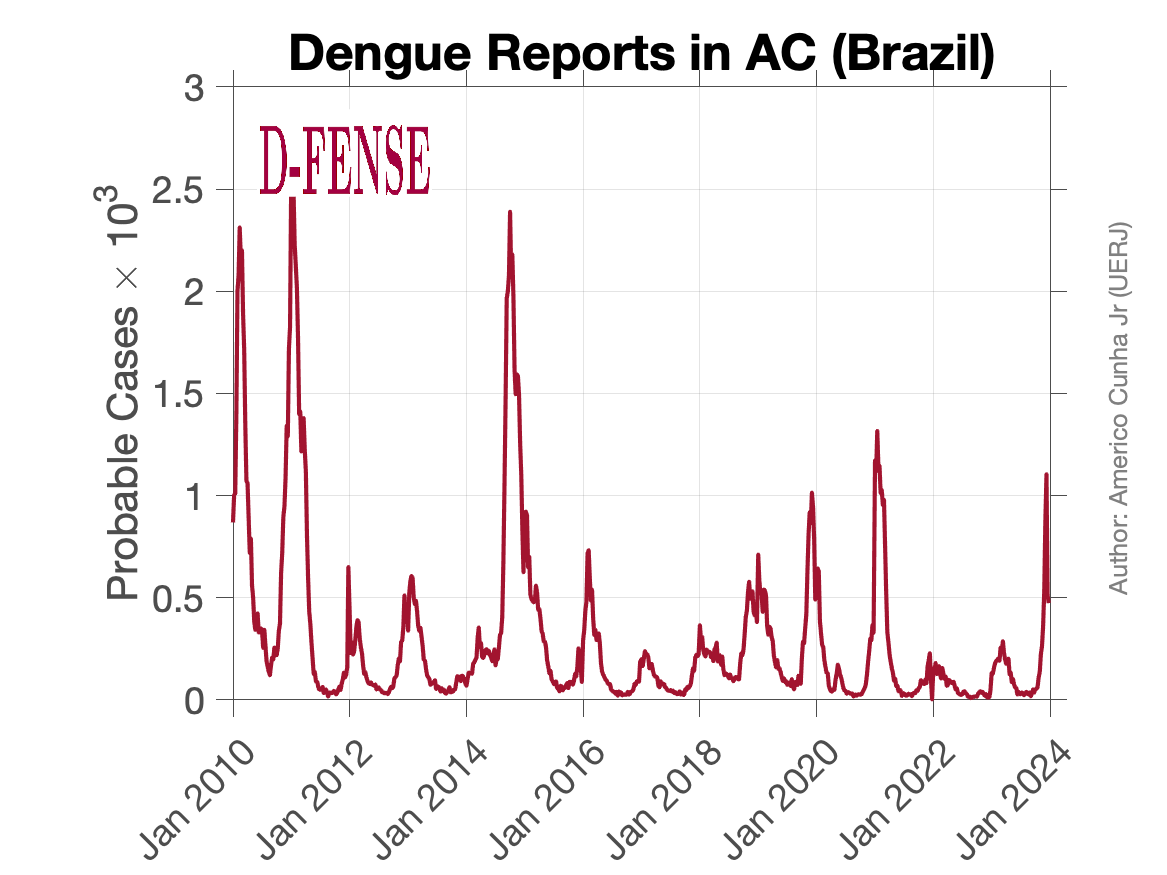 Dengue Reports in AC (Brazil)
D-FENSE
Probable Cases × 10³
3
2.5
2
1.5
1
0.5
0
Jan 2010
Jan 2012
Jan 2014
Jan 2016
Jan 2018
Jan 2020
Jan 2022
Jan 2024
Author: Americo Cunha Jr (UERJ)